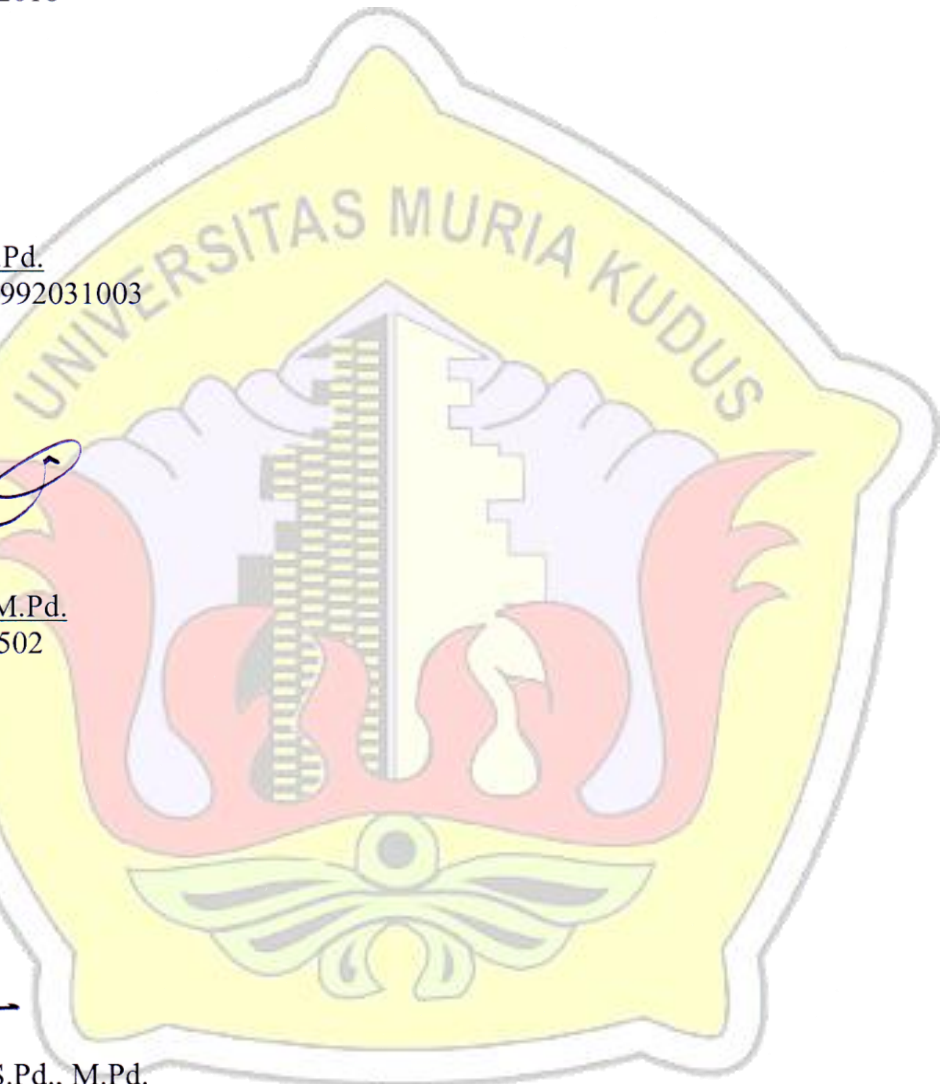 .Pd.
992031003
UNIVERSITAS MURIA KUDUS
M.Pd.
502
S.Pd., M.Pd.